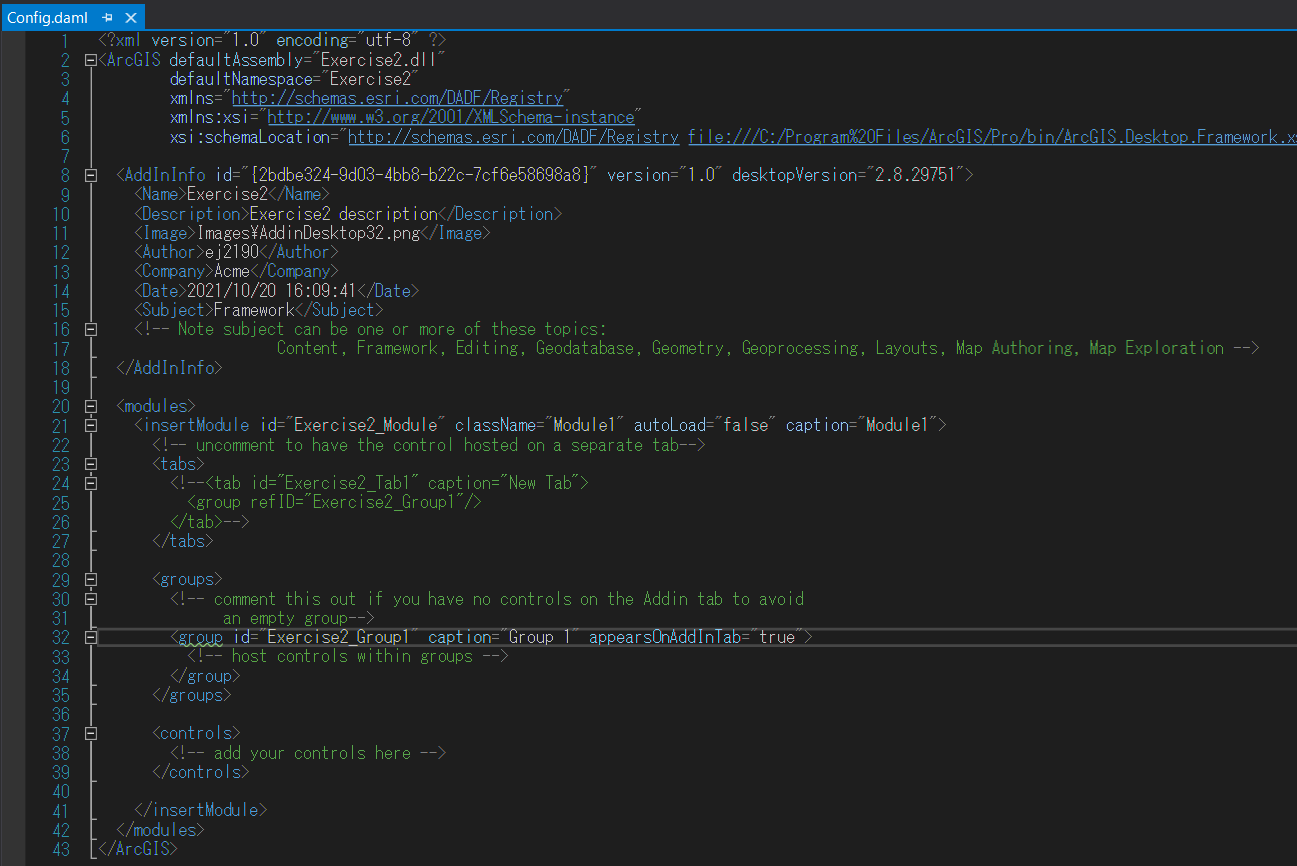 Config.daml
1 <?xml version="1.0" encoding="utf-8" ?>
2 <ArcGIS defaultAssembly="Exercise2.dll"
3 defaultNamespace="Exercise2"
4 xmlns="http://schemas.esri.com/DADF/Registry"
5 xmlns:xsi="http://www.w3.org/2001/XMLSchema-instance"
6 xsi:schemaLocation="http://schemas.esri.com/DADF/Registry file:///C:/Program%20Files/ArcGIS/Pro/bin/ArcGIS.Desktop.Framework.xs
7
8 <AddInInfo id="{2bdbe324-9d03-4bb8-b22c-7cf6e58698a8}" version="1.0" desktopVersion="2.8.29751">
9 <Name>Exercise2</Name>
10 <Description>Exercise2 description</Description>
11 <Image>Images¥AddinDesktop32.png</Image>
12 <Author>ej2190</Author>
13 <Company>Acme</Company>
14 <Date>2021/10/20 16:09:41</Date>
15 <Subject>Framework</Subject>
16 <!-- Note subject can be one or more of these topics:
17 Content, Framework, Editing, Geodatabase, Geometry, Geoprocessing, Layouts, Map Authoring, Map Exploration -->
18 </AddInInfo>
19
20 <modules>
21 <insertModule id="Exercise2_Module" className="Module1" autoLoad="false" caption="Module1">
22 <!-- uncomment to have the control hosted on a separate tab-->
23 <tabs>
24 <!--<tab id="Exercise2_Tab1" caption="New Tab">
25 <group refID="Exercise2_Group1"/>
26 </tab>-->
27 </tabs>
28
29 <groups>
30 <!-- comment this out if you have no controls on the Addin tab to avoid
31 an empty group-->
32 <group id="Exercise2_Group1" caption="Group 1" appearsOnAddInTab="true">
33 <!-- host controls within groups -->
34 </group>
35 </groups>
36
37 <controls>
38 <!-- add your controls here -->
39 </controls>
40
41 </insertModule>
42 </modules>
43 </ArcGIS>